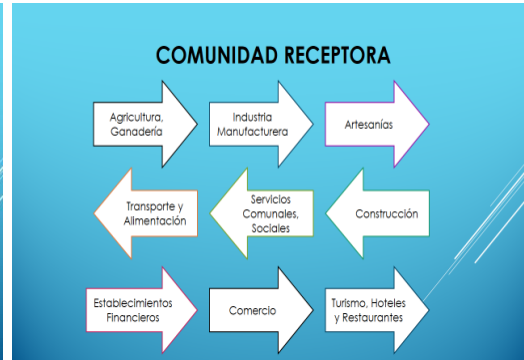 COMUNIDAD RECEPTORA
Agricultura,
Ganadería
Industria
Manufacturera
Artesanías
Transporte y
Alimentación
Servicios
Comunales,
Sociales
Construcción
Establecimientos
Financieros
Comercio
Turismo, Hoteles
y Restaurantes